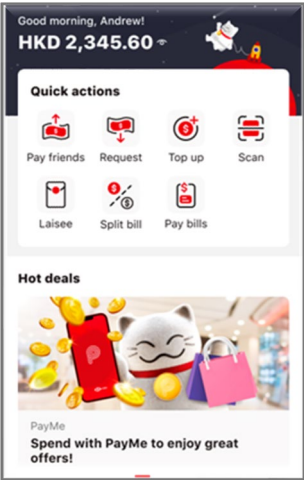 Good morning, Andrew!
HKD 2,345.60
Quick actions
Pay friends
Request
Top up
Scan
Laisee
Split bill
Pay bills
Hot deals
PayMe
Spend with PayMe to enjoy great
offers!